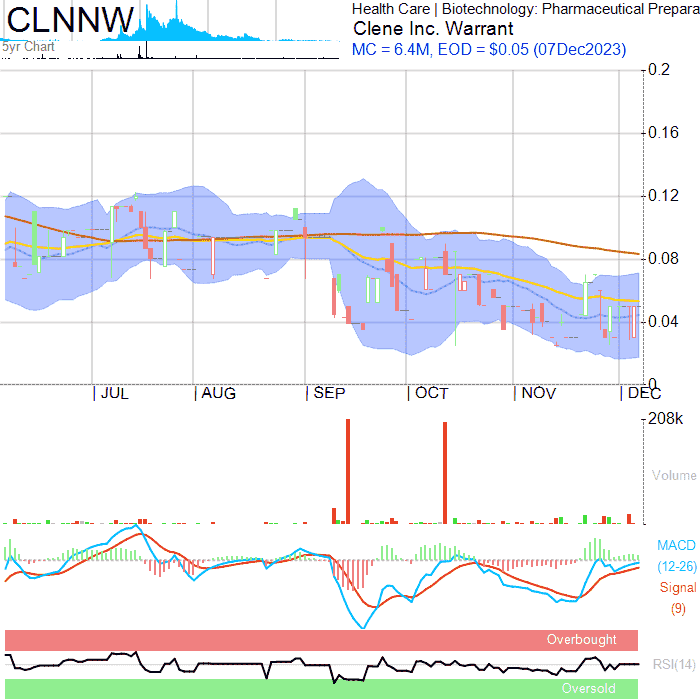 CLNNW
5yr Chart
Health Care | Biotechnology: Pharmaceutical Prepara
Clene Inc. Warrant
MC = 6.4M, EOD = $0.05 (07Dec2023)
0.2
0.16
0.12
0.08
0.04
0
JUL AUG SEP OCT NOV DEC
208k
Volume
MACD
(12-26)
Signal
(9)
Overbought
RSI(14)
Oversold